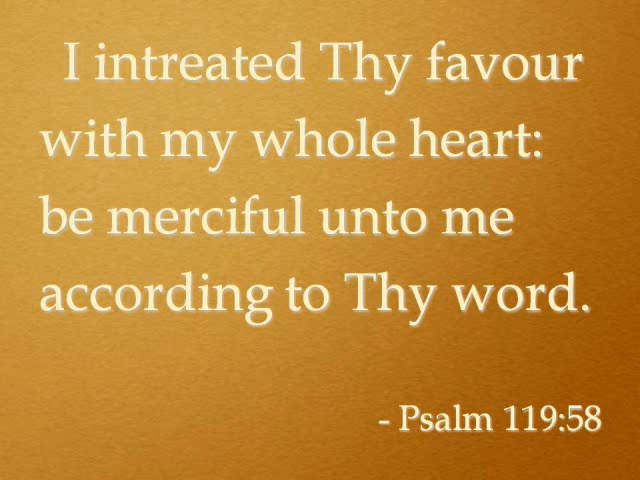 I intreated Thy favour
with my whole heart:
be merciful unto me
according to Thy word.
- Psalm 119:58